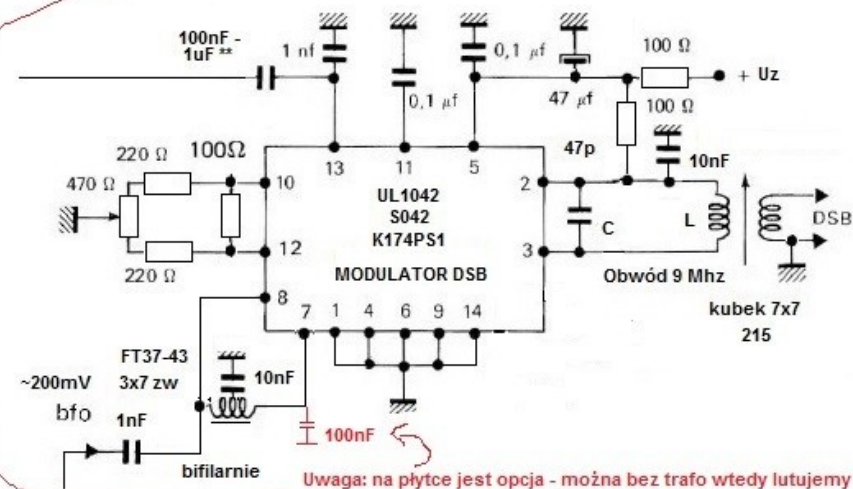 100nF -
1uF **
1 nf
0,1 µf
0,1 µf
47 µf
100 Ω
+ Uz
100 Ω
47p
10nF
220 Ω
100Ω
470 Ω
220 Ω
13
11
5
10
12
8
2
3
UL1042
S042
K174PS1
MODULATOR DSB
7
1
4
6
9
14
C
L
DSB
Obwód 9 Mhz
kubek 7x7
215
FT37-43
3x7 zw
10nF
~200mV
bfo
1nF
bifilarnie
100nF
Uwaga: na płytce jest opcja - można bez trafo wtedy lutujemy